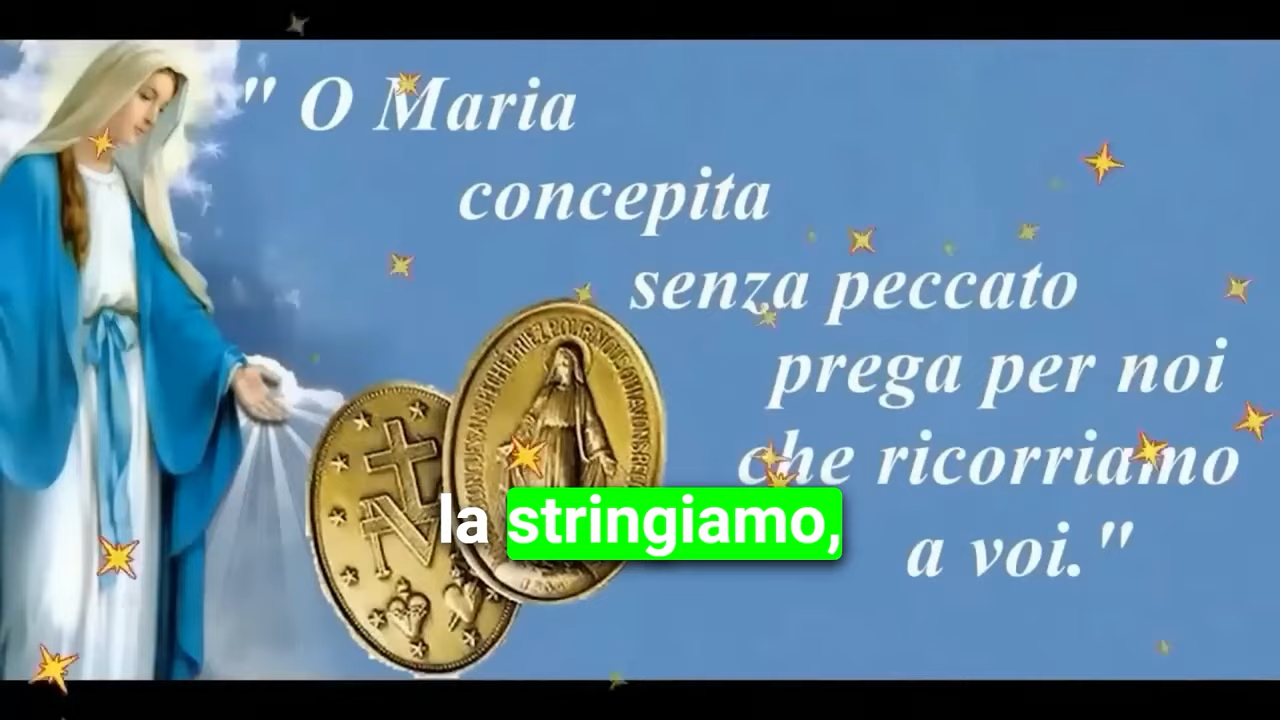 " O Maria
concepita
senza peccato
prega per noi
che ricorriamo
a voi."
la stringiamo,